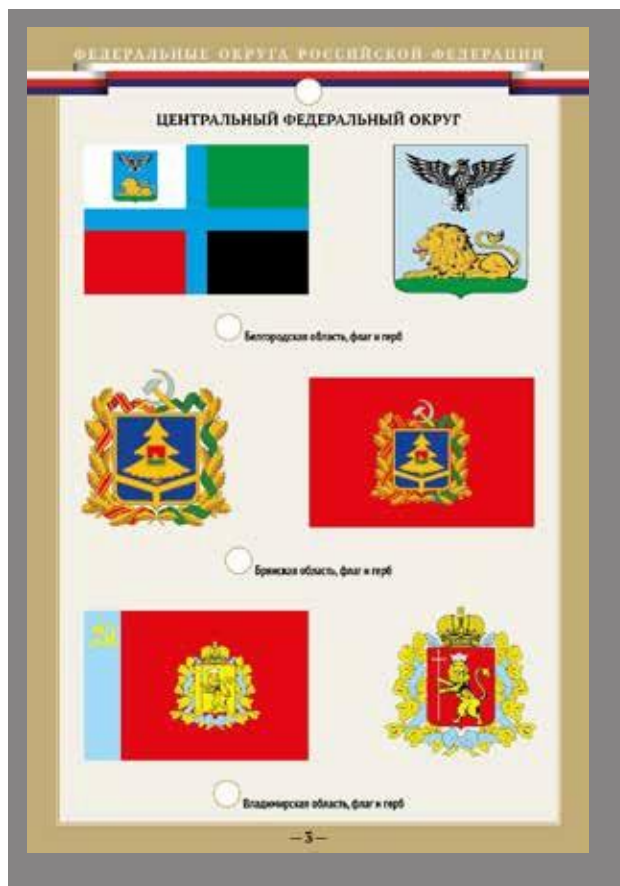 ФЕДЕРАЛЬНЫЕ ОКРУГА РОССИЙСКОЙ ФЕДЕРАЦИИ
ЦЕНТРАЛЬНЫЙ ФЕДЕРАЛЬНЫЙ ОКРУГ
Белгородская область, флаг и герб
Брянская область, флаг и герб
Владимирская область, флаг и герб
– 3 –